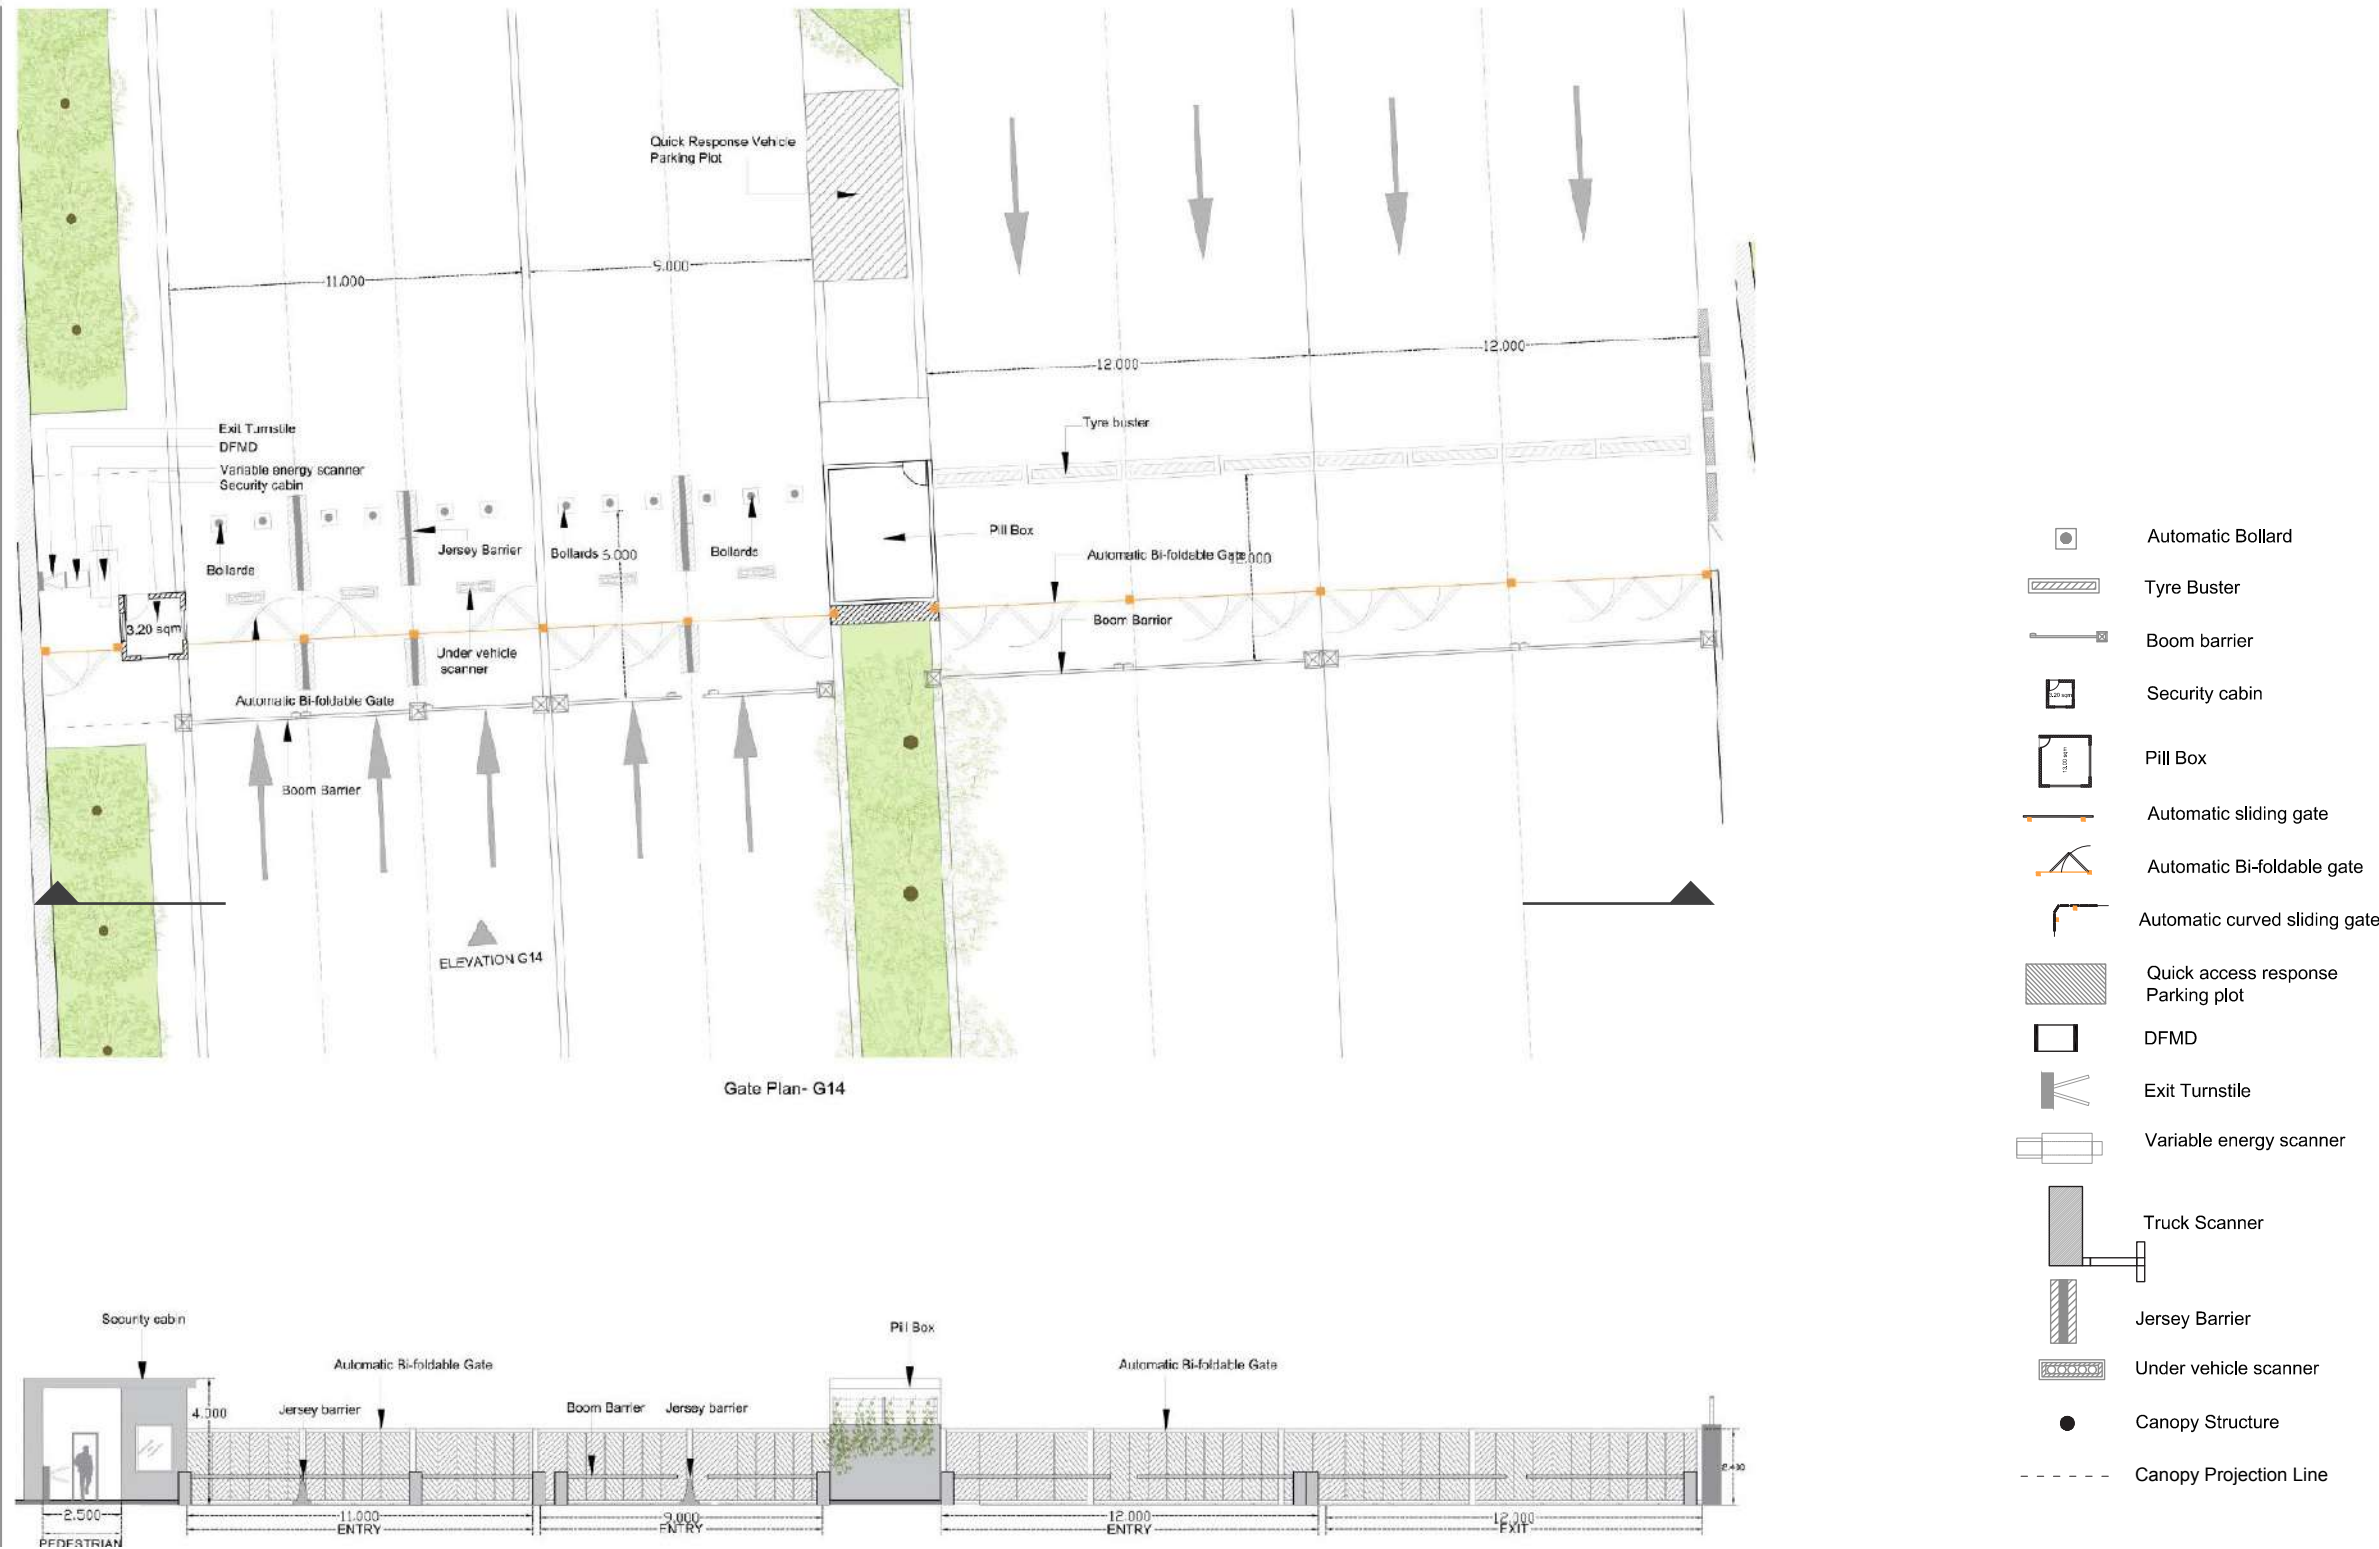 Quick Response Vehicle
Parking Plot
11.000
9.000
12.000
12.000
Exit Turnstile
DFMD
Variable energy scanner
Security cabin
Tyre buster
Jersey Barrier
Bollards
Bollards
Bollards
Pill Box
Automatic Bi-foldable Gate
12.000
3.20 sqm
Boom Barrior
Under vehicle
scanner
Automatic Bi-foldable Gate
Boom Barrier
ELEVATION G14
Gate Plan- G14
Automatic Bollard
Tyre Buster
Boom barrier
3.20 sqm
Security cabin
Pill Box
Automatic sliding gate
Automatic Bi-foldable gate
Automatic curved sliding gate
Quick access response
Parking plot
DFMD
Exit Turnstile
Variable energy scanner
Truck Scanner
Jersey Barrier
Under vehicle scanner
Canopy Structure
Canopy Projection Line
Security cabin
Pill Box
Automatic Bi-foldable Gate
Automatic Bi-foldable Gate
4.000
Jersey barrier
Boom Barrier
Jersey barrier
2.500
PEDESTRIAN
11.000
ENTRY
9.000
ENTRY
12.000
ENTRY
12.000
EXIT